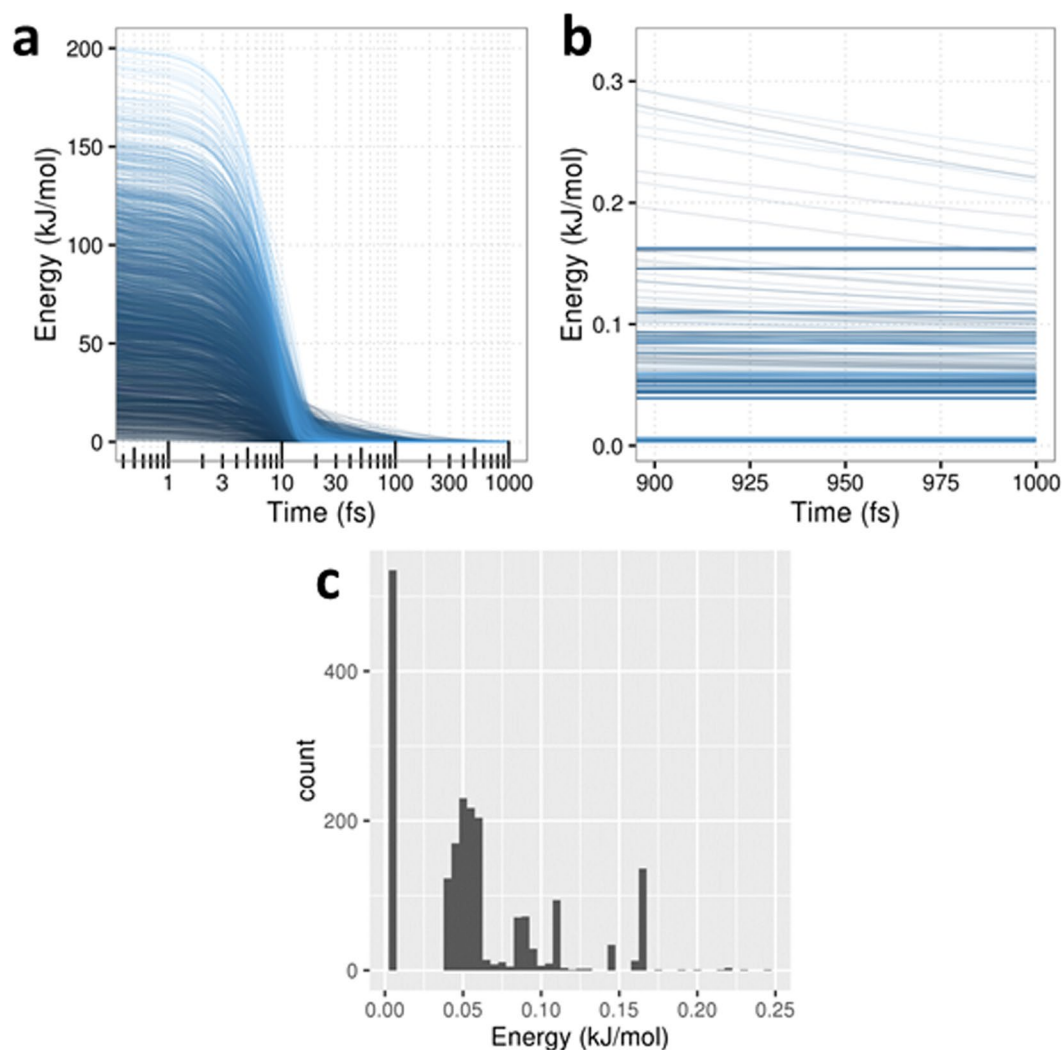 a
200
150
100
50
0
Energy (kJ/mol)
1 3 10 30 100 300 1000
Time (fs)
b
0.3
0.2
0.1
0.0
Energy (kJ/mol)
900 925 950 975 1000
Time (fs)
c
400
200
0
count
0.00 0.05 0.10 0.15 0.20 0.25
Energy (kJ/mol)